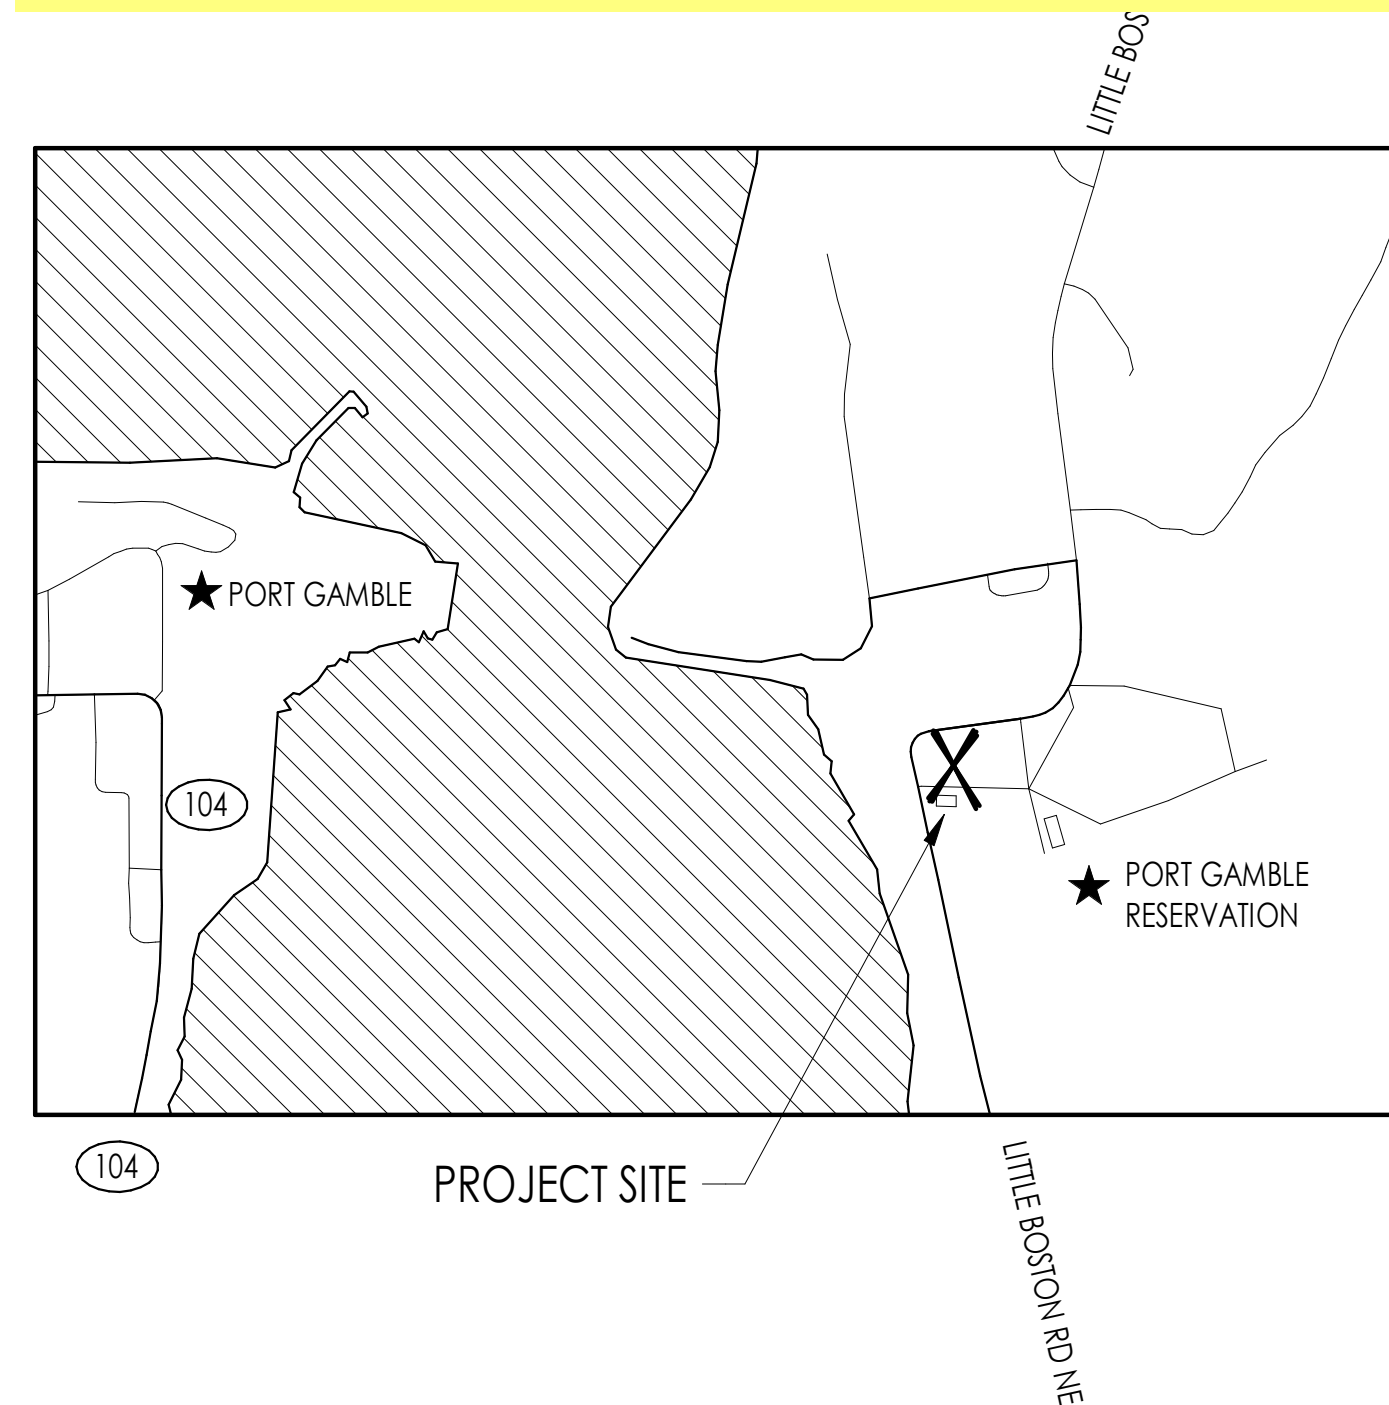 LITTLE BOS
PORT GAMBLE
104
PORT GAMBLE
RESERVATION
104
PROJECT SITE
LITTLE BOSTON RD NE